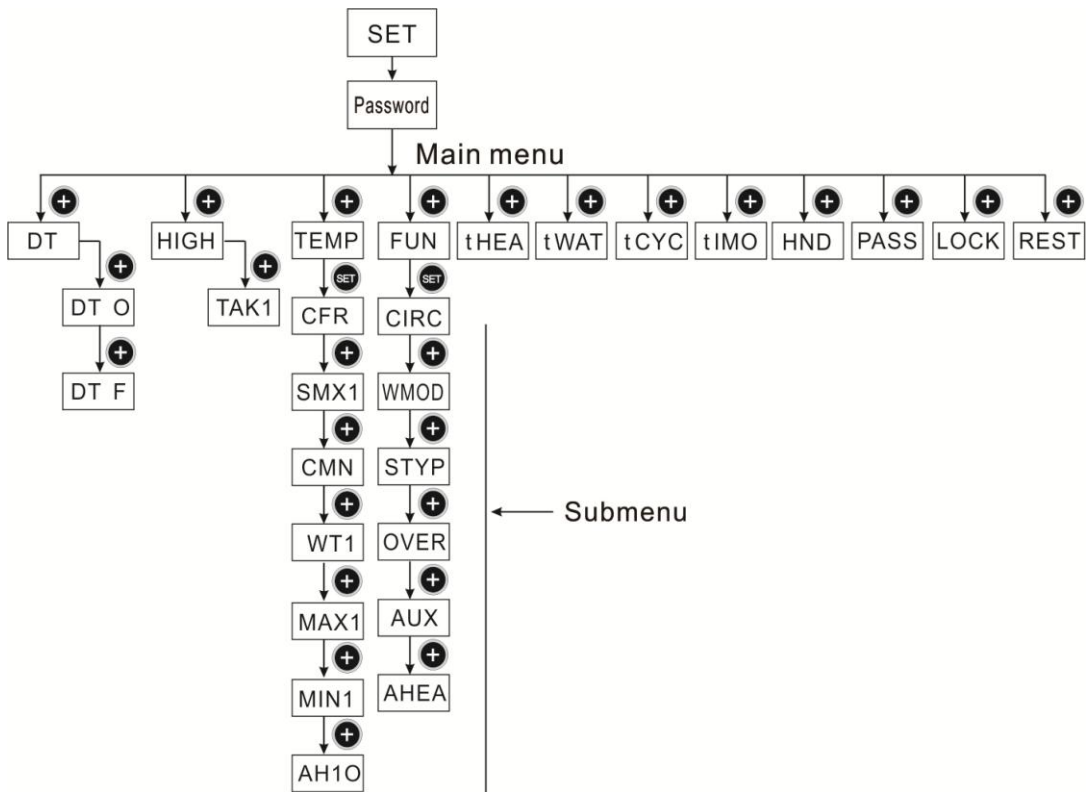 SET
Password
Main menu
+ + + + + + + + + + + +
DT HIGH TEMP FUN tHEA tWAT tCYC tIMO HND PASS LOCK REST
+ + SET SET
DT O TAK1 CFR CIRC
+ + +
DT F SMX1 WMOD
+ +
CMN STYP
+ +
WT1 OVER
Submenu
+ +
MAX1 AUX
+ +
MIN1 AHEA
+
AH1O